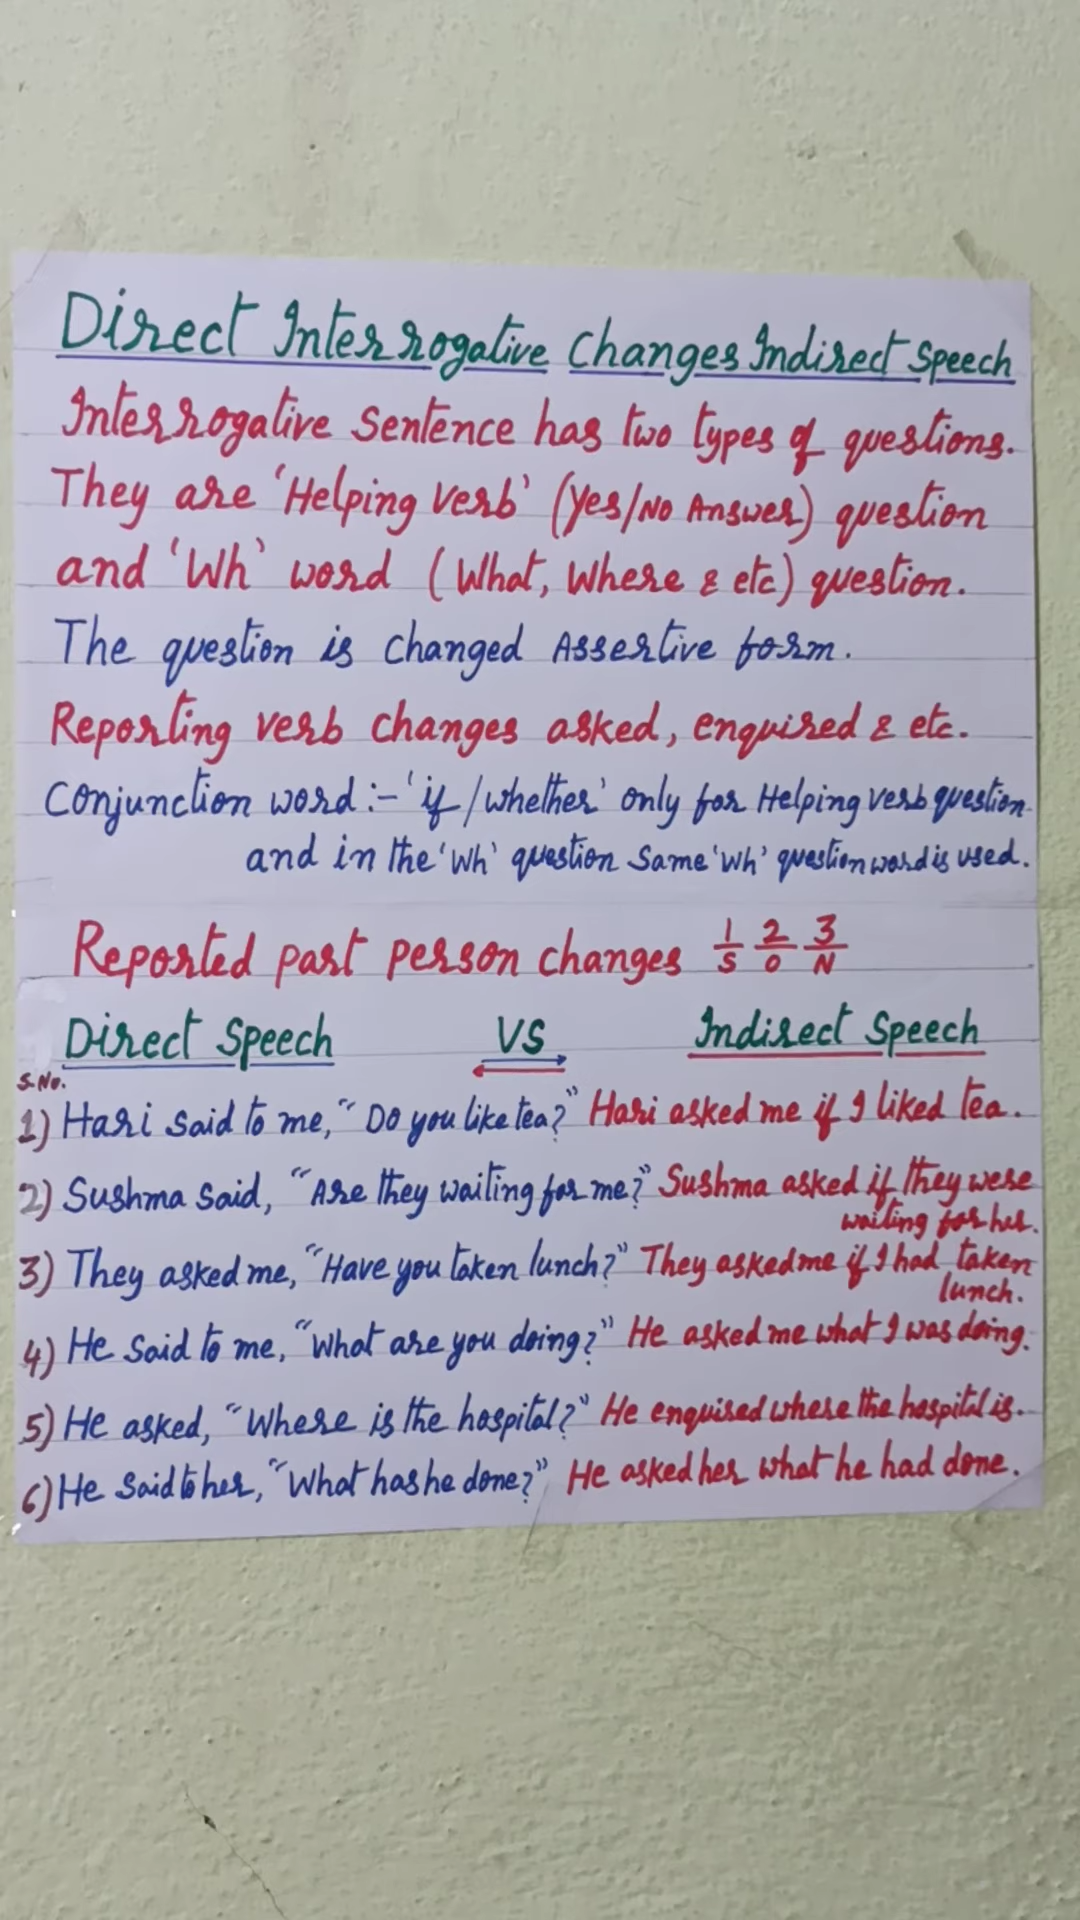 Direct Interrogative Changes Indirect Speech
Interrogative Sentence has two types of questions.
They are 'Helping verb' (Yes/No Answer) question
and 'Wh' word (What, Where & etc) question.
The question is changed Assertive form.
Reporting verb changes asked, enquired & etc.
Conjunction word :- 'if/whether' only for Helping verb question
and in the 'Wh' question Same 'Wh' question word is used.
Reported part person changes 1/S 2/O 3/N
Direct Speech VS Indirect Speech
S.No.
1) Hari said to me, "Do you like tea?" Hari asked me if I liked tea.
2) Sushma said, "Are they waiting for me?" Sushma asked if they were
waiting for her.
3) They asked me, "Have you taken lunch?" They asked me if I had taken
lunch.
4) He said to me, "What are you doing?" He asked me what I was doing.
5) He asked, "Where is the hospital?" He enquired where the hospital is.
6) He said to her, "What has he done?" He asked her what he had done.